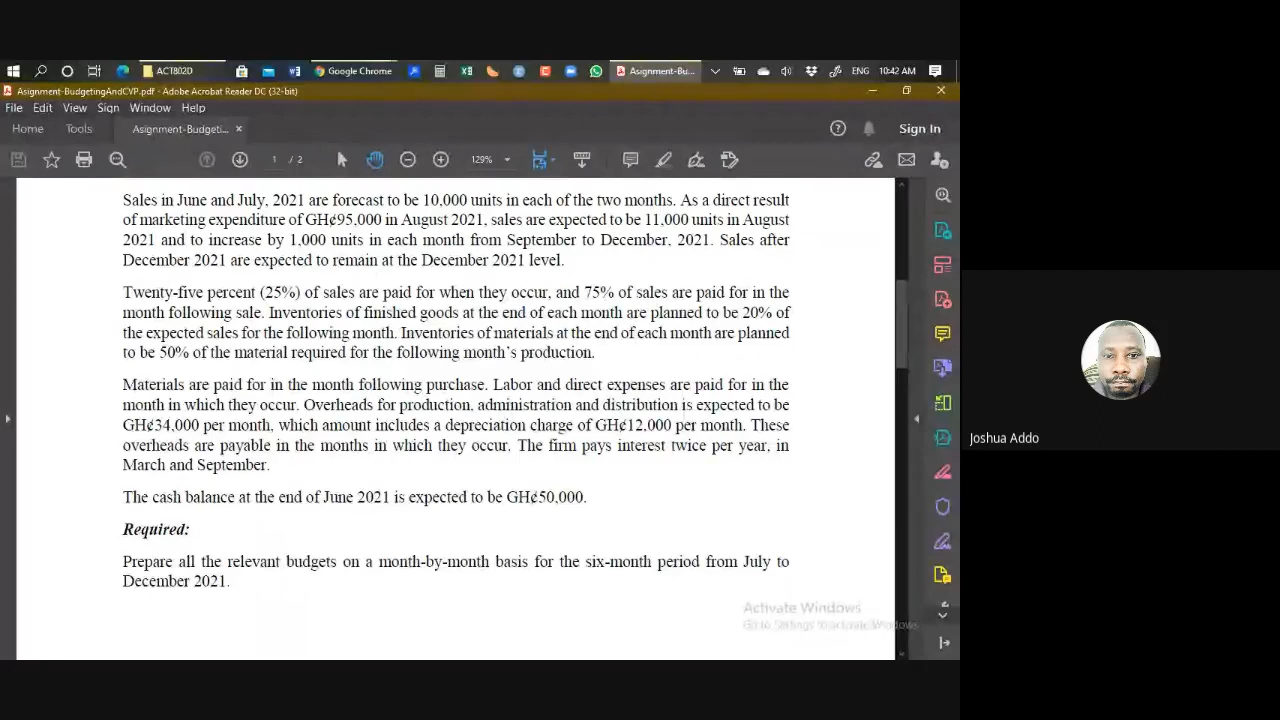 ACT802D
Google Chrome
Asignment-Bu...
ENG
10:42 AM
Asignment-BudgetingAndCVP.pdf - Adobe Acrobat Reader DC (32-bit)
File Edit View Sign Window Help
Home Tools Asignment-Budgeti... × Sign In
1 / 2 129%
Sales in June and July, 2021 are forecast to be 10,000 units in each of the two months. As a direct result
of marketing expenditure of GH¢95,000 in August 2021, sales are expected to be 11,000 units in August
2021 and to increase by 1,000 units in each month from September to December, 2021. Sales after
December 2021 are expected to remain at the December 2021 level.
Twenty-five percent (25%) of sales are paid for when they occur, and 75% of sales are paid for in the
month following sale. Inventories of finished goods at the end of each month are planned to be 20% of
the expected sales for the following month. Inventories of materials at the end of each month are planned
to be 50% of the material required for the following month's production.
Materials are paid for in the month following purchase. Labor and direct expenses are paid for in the
month in which they occur. Overheads for production, administration and distribution is expected to be
GH¢34,000 per month, which amount includes a depreciation charge of GH¢12,000 per month. These
overheads are payable in the months in which they occur. The firm pays interest twice per year, in
March and September.
The cash balance at the end of June 2021 is expected to be GH¢50,000.
Required:
Prepare all the relevant budgets on a month-by-month basis for the six-month period from July to
December 2021.
Activate Windows
Go to Settings to activate Windows.
Joshua Addo